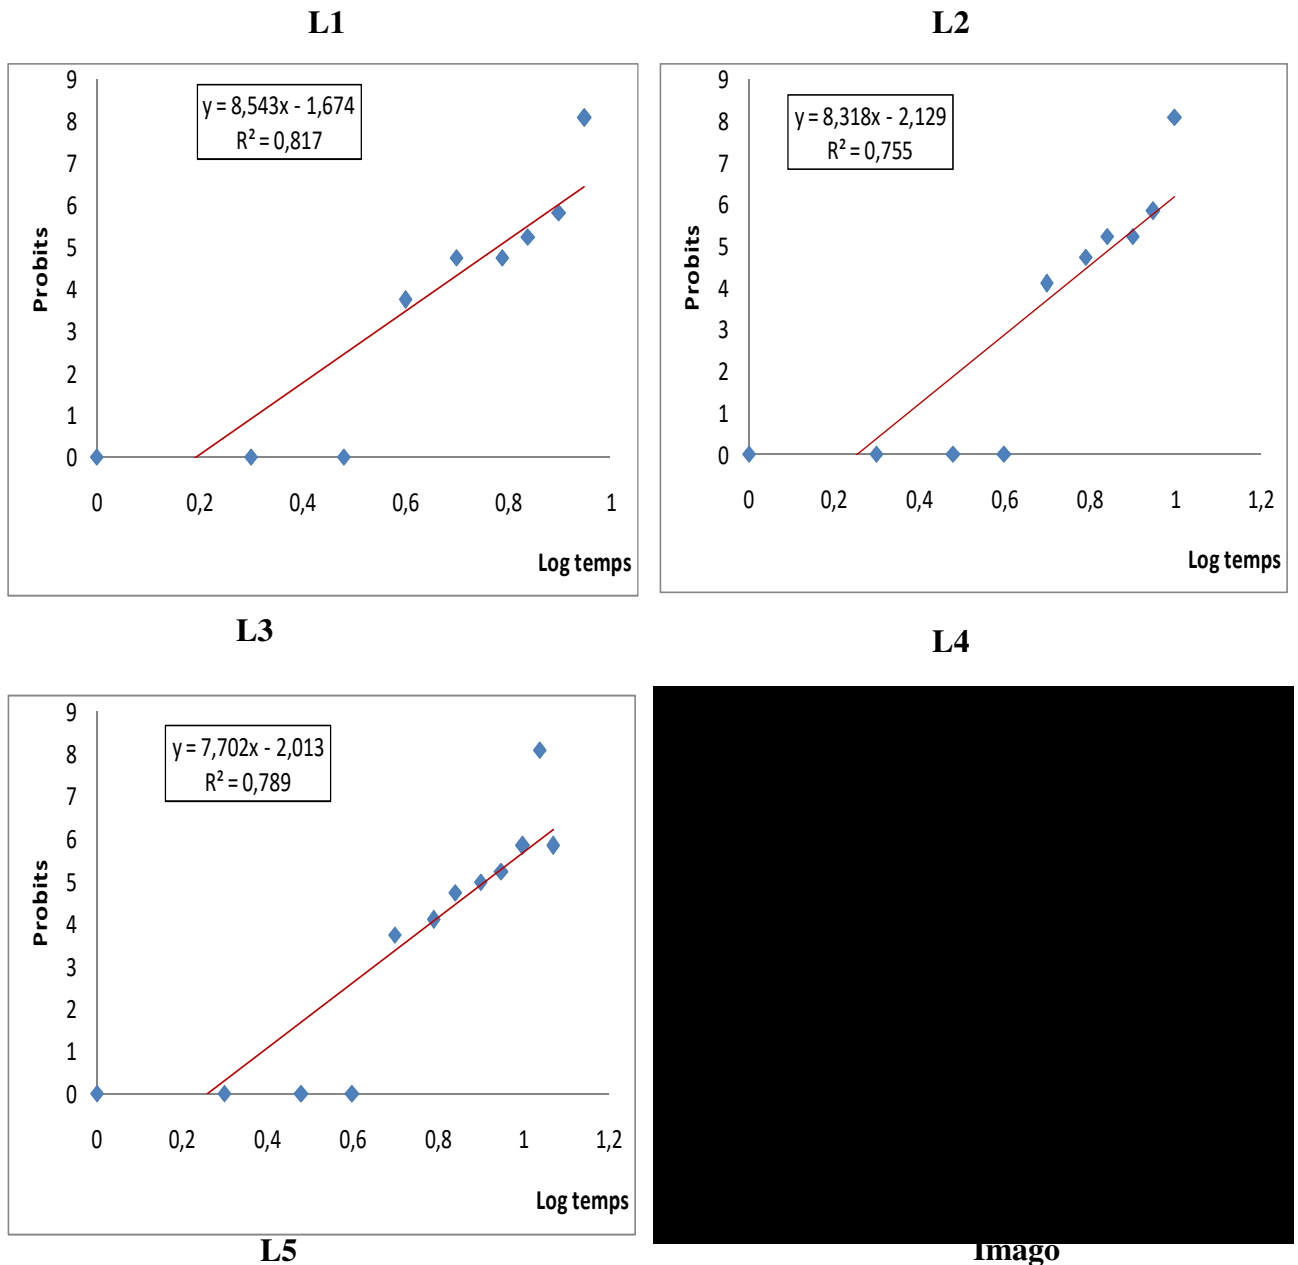 L1
L2
9
8
7
6
5
4
3
2
1
0
Probits
y = 8,543x - 1,674
R² = 0,817
0 0,2 0,4 0,6 0,8 1
Log temps
9
8
7
6
5
4
3
2
1
0
Probits
y = 8,318x - 2,129
R² = 0,755
0 0,2 0,4 0,6 0,8 1 1,2
Log temps
L3
L4
9
8
7
6
5
4
3
2
1
0
Probits
y = 7,702x - 2,013
R² = 0,789
0 0,2 0,4 0,6 0,8 1 1,2
Log temps
L5
Imago